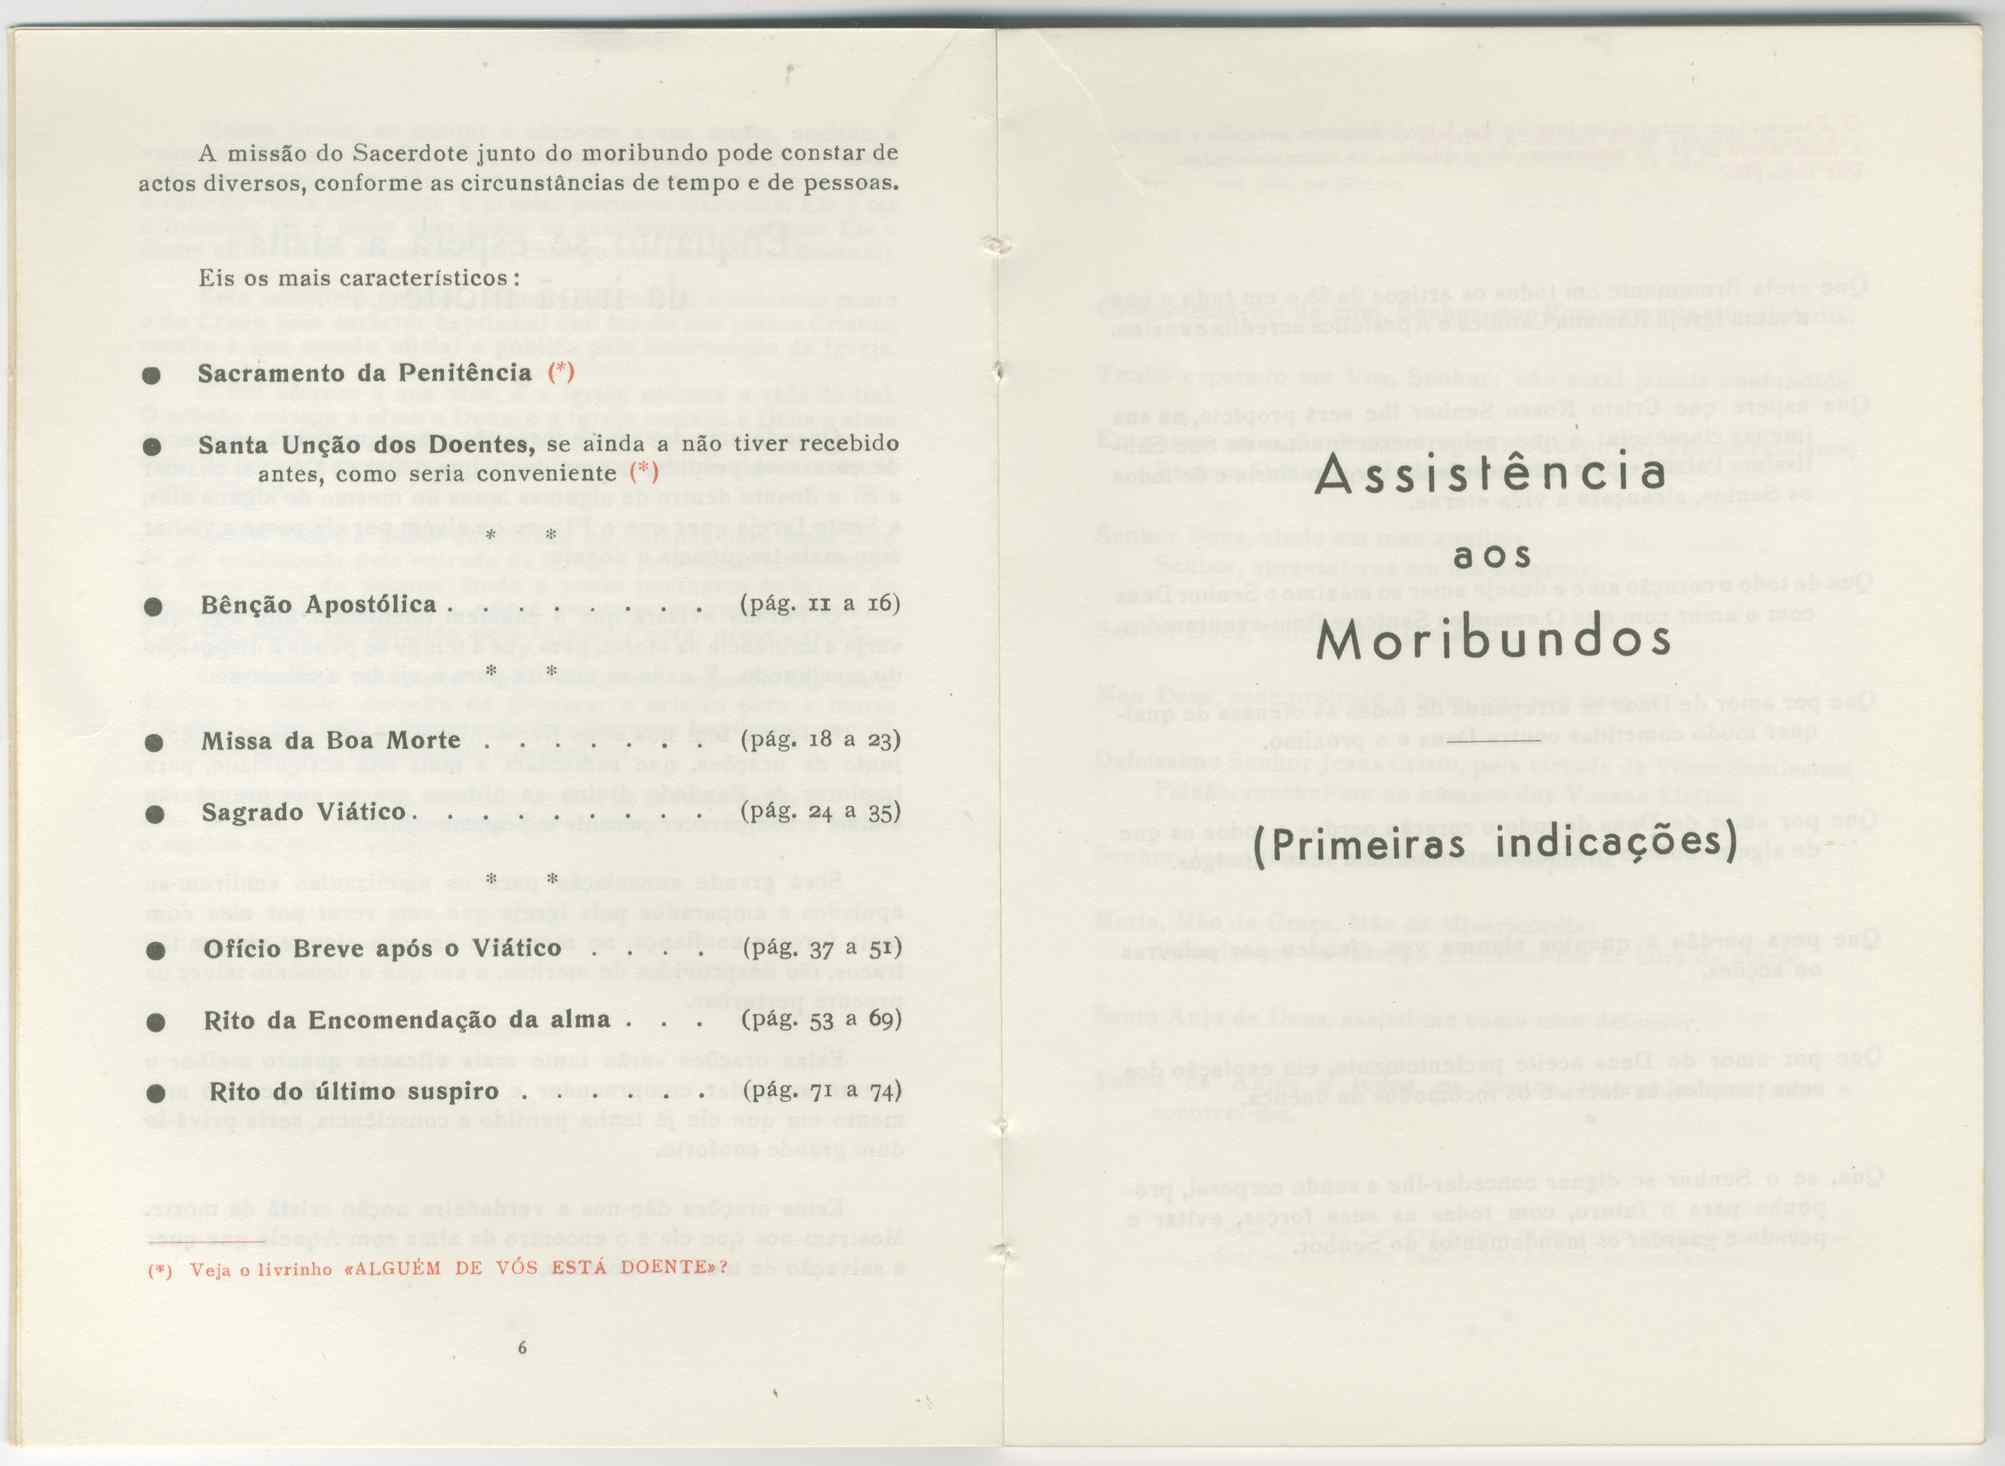 A missão do Sacerdote junto do moribundo pode constar de
actos diversos, conforme as circunstâncias de tempo e de pessoas.
Eis os mais característicos:
● Sacramento da Penitência (*)
● Santa Unção dos Doentes, se ainda a não tiver recebido
antes, como seria conveniente (*)
* *
● Bênção Apostólica . . . . . . . . . (pág. 11 a 16)
* *
● Missa da Boa Morte . . . . . . . . (pág. 18 a 23)
● Sagrado Viático . . . . . . . . . (pág. 24 a 35)
* *
● Ofício Breve após o Viático . . . . (pág. 37 a 51)
● Rito da Encomendação da alma . . . (pág. 53 a 69)
● Rito do último suspiro . . . . . . (pág. 71 a 74)
(*) Veja o livrinho «ALGUÉM DE VÓS ESTÁ DOENTE»?
6
Assistência
aos
Moribundos
(Primeiras indicações)